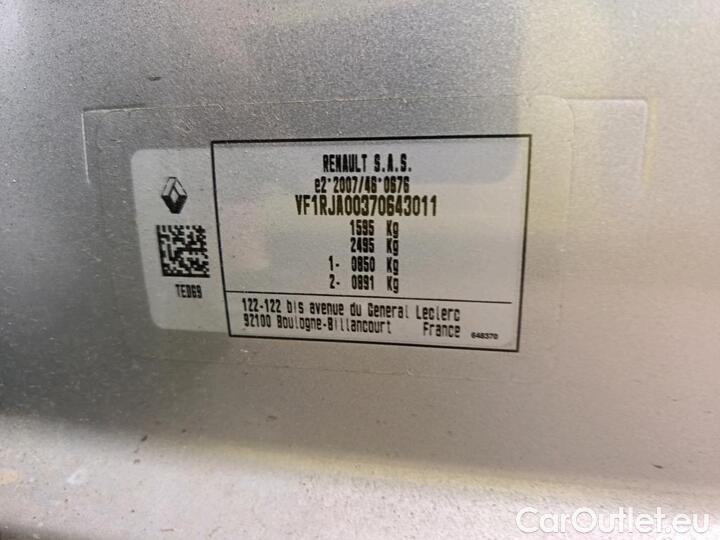 RENAULT S.A.S.
e2*2007/46*0676
VF1RJA00370643011
1595 Kg
2495 Kg
1- 0850 Kg
2- 0891 Kg
TED69
122-122 bis avenue du General Leclerc
92100 Boulogne-Billancourt France 648370
CarOutlet.eu